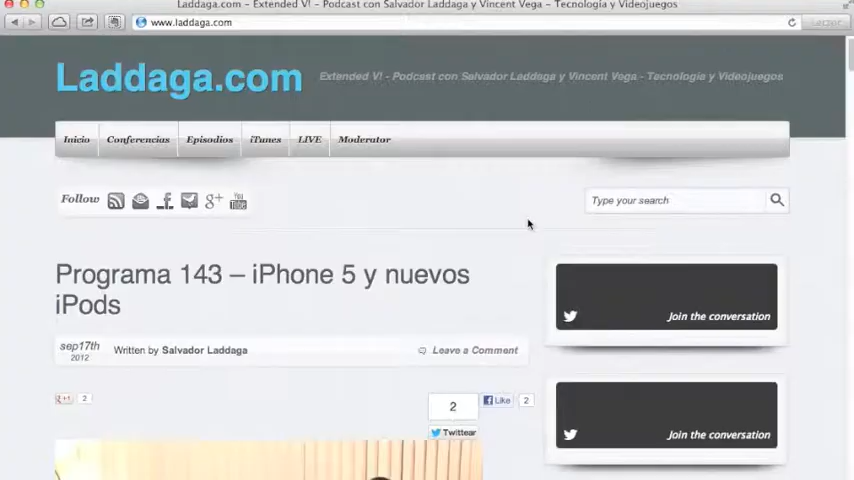 Laddaga.com - Extended V! - Podcast con Salvador Laddaga y Vincent Vega - Tecnología y Videojuegos
www.laddaga.com
Laddaga.com
Extended V! - Podcast con Salvador Laddaga y Vincent Vega - Tecnología y Videojuegos
Inicio
Conferencias
Episodios
iTunes
LIVE
Moderator
Follow
g+
You Tube
Type your search
Programa 143 – iPhone 5 y nuevos
iPods
sep17th
2012
Written by Salvador Laddaga
Leave a Comment
Join the conversation
g +1
2
2
Like
2
Twittear
Join the conversation